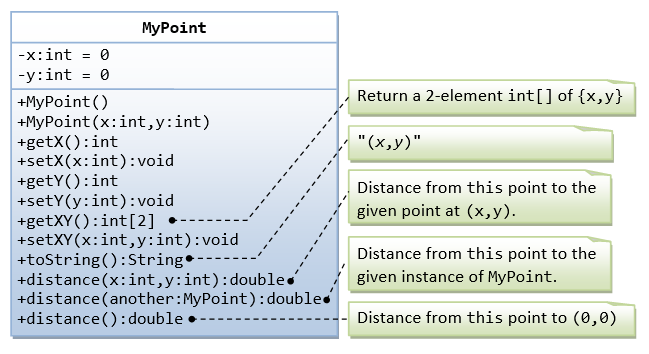 MyPoint
-x:int = 0
-y:int = 0
+MyPoint()
+MyPoint(x:int,y:int)
+getX():int
+setX(x:int):void
+getY():int
+setY(y:int):void
+getXY():int[2]
+setXY(x:int,y:int):void
+toString():String
+distance(x:int,y:int):double
+distance(another:MyPoint):double
+distance():double
Return a 2-element int[] of {x,y}
"(x,y)"
Distance from this point to the
given point at (x,y).
Distance from this point to the
given instance of MyPoint.
Distance from this point to (0,0)